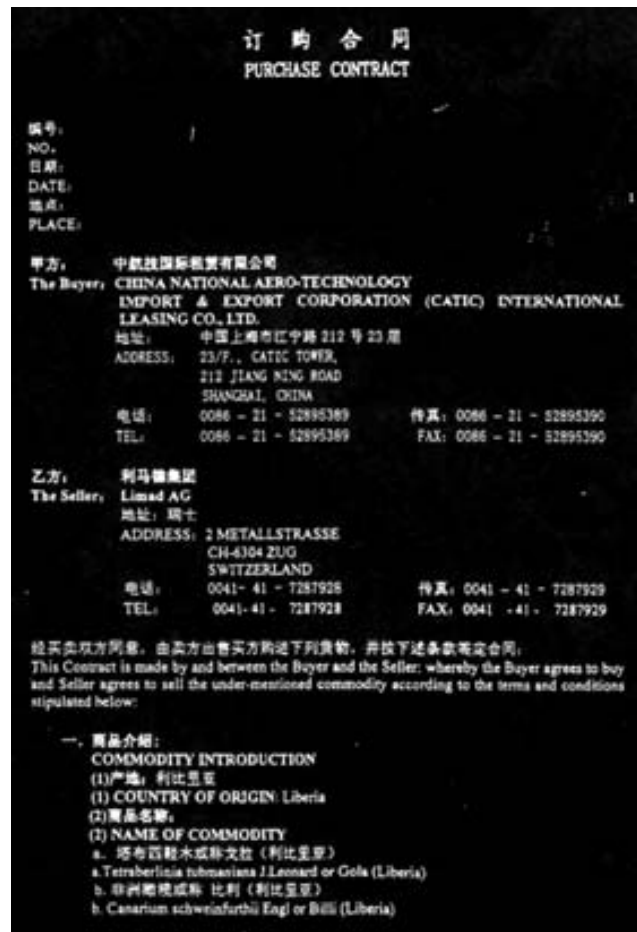 订 购 合 同
PURCHASE CONTRACT
编号:
NO.
日期:
DATE:
地点:
PLACE:
甲方: 中航技国际租赁有限公司
The Buyer: CHINA NATIONAL AERO-TECHNOLOGY
IMPORT & EXPORT CORPORATION (CATIC) INTERNATIONAL
LEASING CO., LTD.
地址: 中国上海市江宁路 212 号 23 层
ADDRESS: 23/F., CATIC TOWER,
212 JIANG NING ROAD
SHANGHAI, CHINA
电话: 0086 - 21 - 52895389 传真: 0086 - 21 - 52895390
TEL: 0086 - 21 - 52895389 FAX: 0086 - 21 - 52895390
乙方: 利马德集团
The Seller: Limad AG
地址: 瑞士
ADDRESS: 2 METALLSTRASSE
CH-6304 ZUG
SWITZERLAND
电话: 0041- 41 - 7287928 传真: 0041 - 41 - 7287929
TEL: 0041- 41 - 7287928 FAX: 0041 -41 - 7287929
经买卖双方同意, 由卖方出售买方购进下列货物, 并按下述条款签定合同:
This Contract is made by and between the Buyer and the Seller; whereby the Buyer agrees to buy
and Seller agrees to sell the under-mentioned commodity according to the terms and conditions
stipulated below:
一、商品介绍:
COMMODITY INTRODUCTION
(1)产地: 利比里亚
(1) COUNTRY OF ORIGIN: Liberia
(2)商品名称:
(2) NAME OF COMMODITY
a. 塔布四鞋木或称戈拉(利比里亚)
a.Tetraberlinia tubmaniana J.Leonard or Gola (Liberia)
b. 非洲橄榄或称 比利(利比里亚)
b. Canarium schweinfurthii Engl or Billi (Liberia)